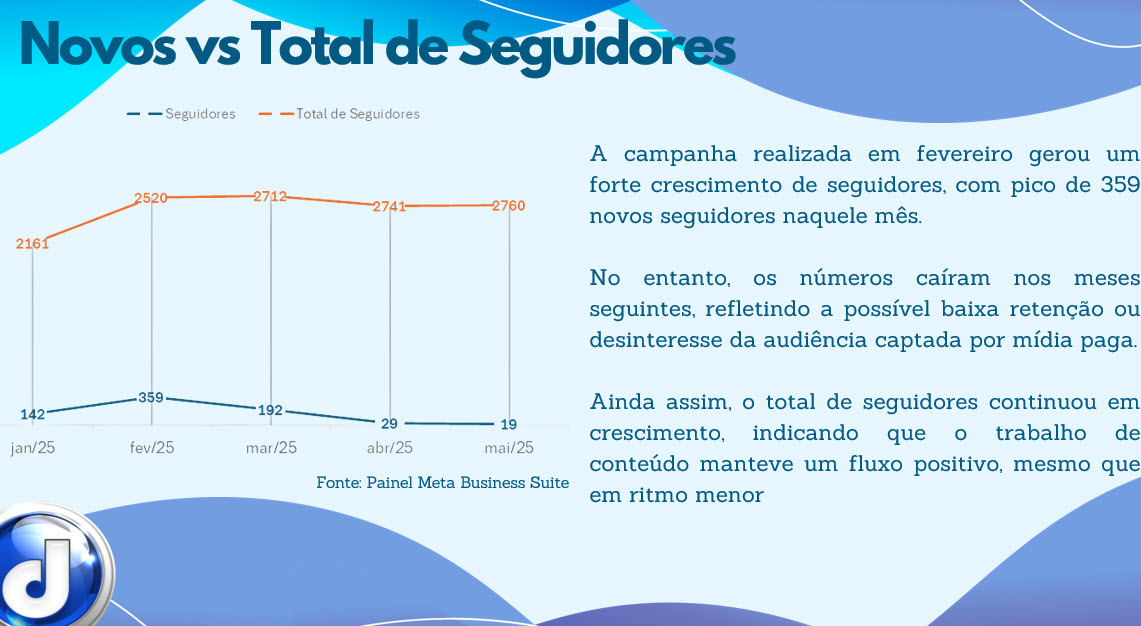 Novos vs Total de Seguidores
Seguidores Total de Seguidores
2161 2520 2712 2741 2760
142 359 192 29 19
jan/25 fev/25 mar/25 abr/25 mai/25
Fonte: Painel Meta Business Suite
A campanha realizada em fevereiro gerou um
forte crescimento de seguidores, com pico de 359
novos seguidores naquele mês.
No entanto, os números caíram nos meses
seguintes, refletindo a possível baixa retenção ou
desinteresse da audiência captada por mídia paga.
Ainda assim, o total de seguidores continuou em
crescimento, indicando que o trabalho de
conteúdo manteve um fluxo positivo, mesmo que
em ritmo menor
d